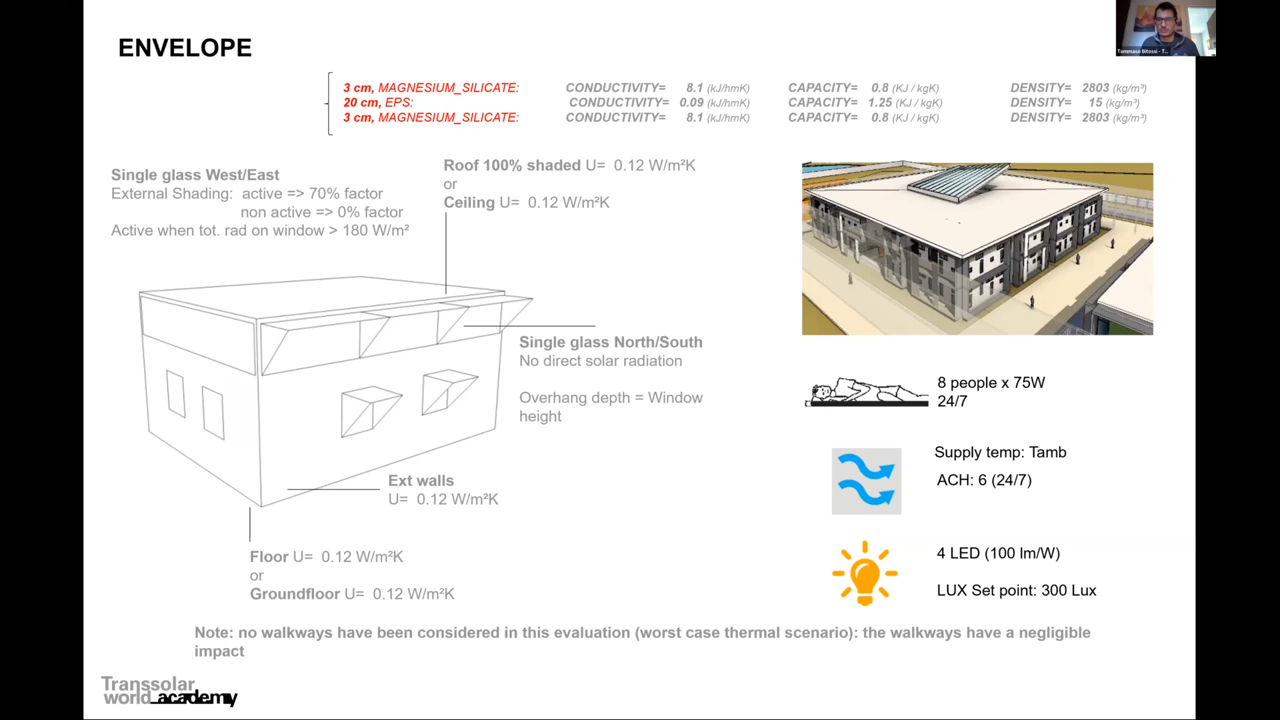 ENVELOPE
3 cm, MAGNESIUM_SILICATE: CONDUCTIVITY= 8.1 (kJ/hmK) CAPACITY= 0.8 (KJ / kgK) DENSITY= 2803 (kg/m³)
20 cm, EPS: CONDUCTIVITY= 0.09 (kJ/hmK) CAPACITY= 1.25 (KJ / kgK) DENSITY= 15 (kg/m³)
3 cm, MAGNESIUM_SILICATE: CONDUCTIVITY= 8.1 (kJ/hmK) CAPACITY= 0.8 (KJ / kgK) DENSITY= 2803 (kg/m³)
Single glass West/East
External Shading: active => 70% factor
non active => 0% factor
Active when tot. rad on window > 180 W/m²
Roof 100% shaded U= 0.12 W/m²K
or
Ceiling U= 0.12 W/m²K
Single glass North/South
No direct solar radiation
Overhang depth = Window
height
Ext walls
U= 0.12 W/m²K
Floor U= 0.12 W/m²K
or
Groundfloor U= 0.12 W/m²K
8 people x 75W
24/7
Supply temp: Tamb
ACH: 6 (24/7)
4 LED (100 lm/W)
LUX Set point: 300 Lux
Note: no walkways have been considered in this evaluation (worst case thermal scenario): the walkways have a negligible
impact
Transsolar
world_academy
Tommaso Bitossi - T...